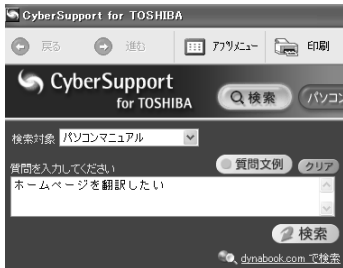 CyberSupport for TOSHIBA
戻る 進む アプリメニュー 印刷
CyberSupport
for TOSHIBA
検索 パソコン
検索対象 パソコンマニュアル
質問を入力してください 質問文例 クリア
ホームページを翻訳したい
検索
dynabook.com で検索